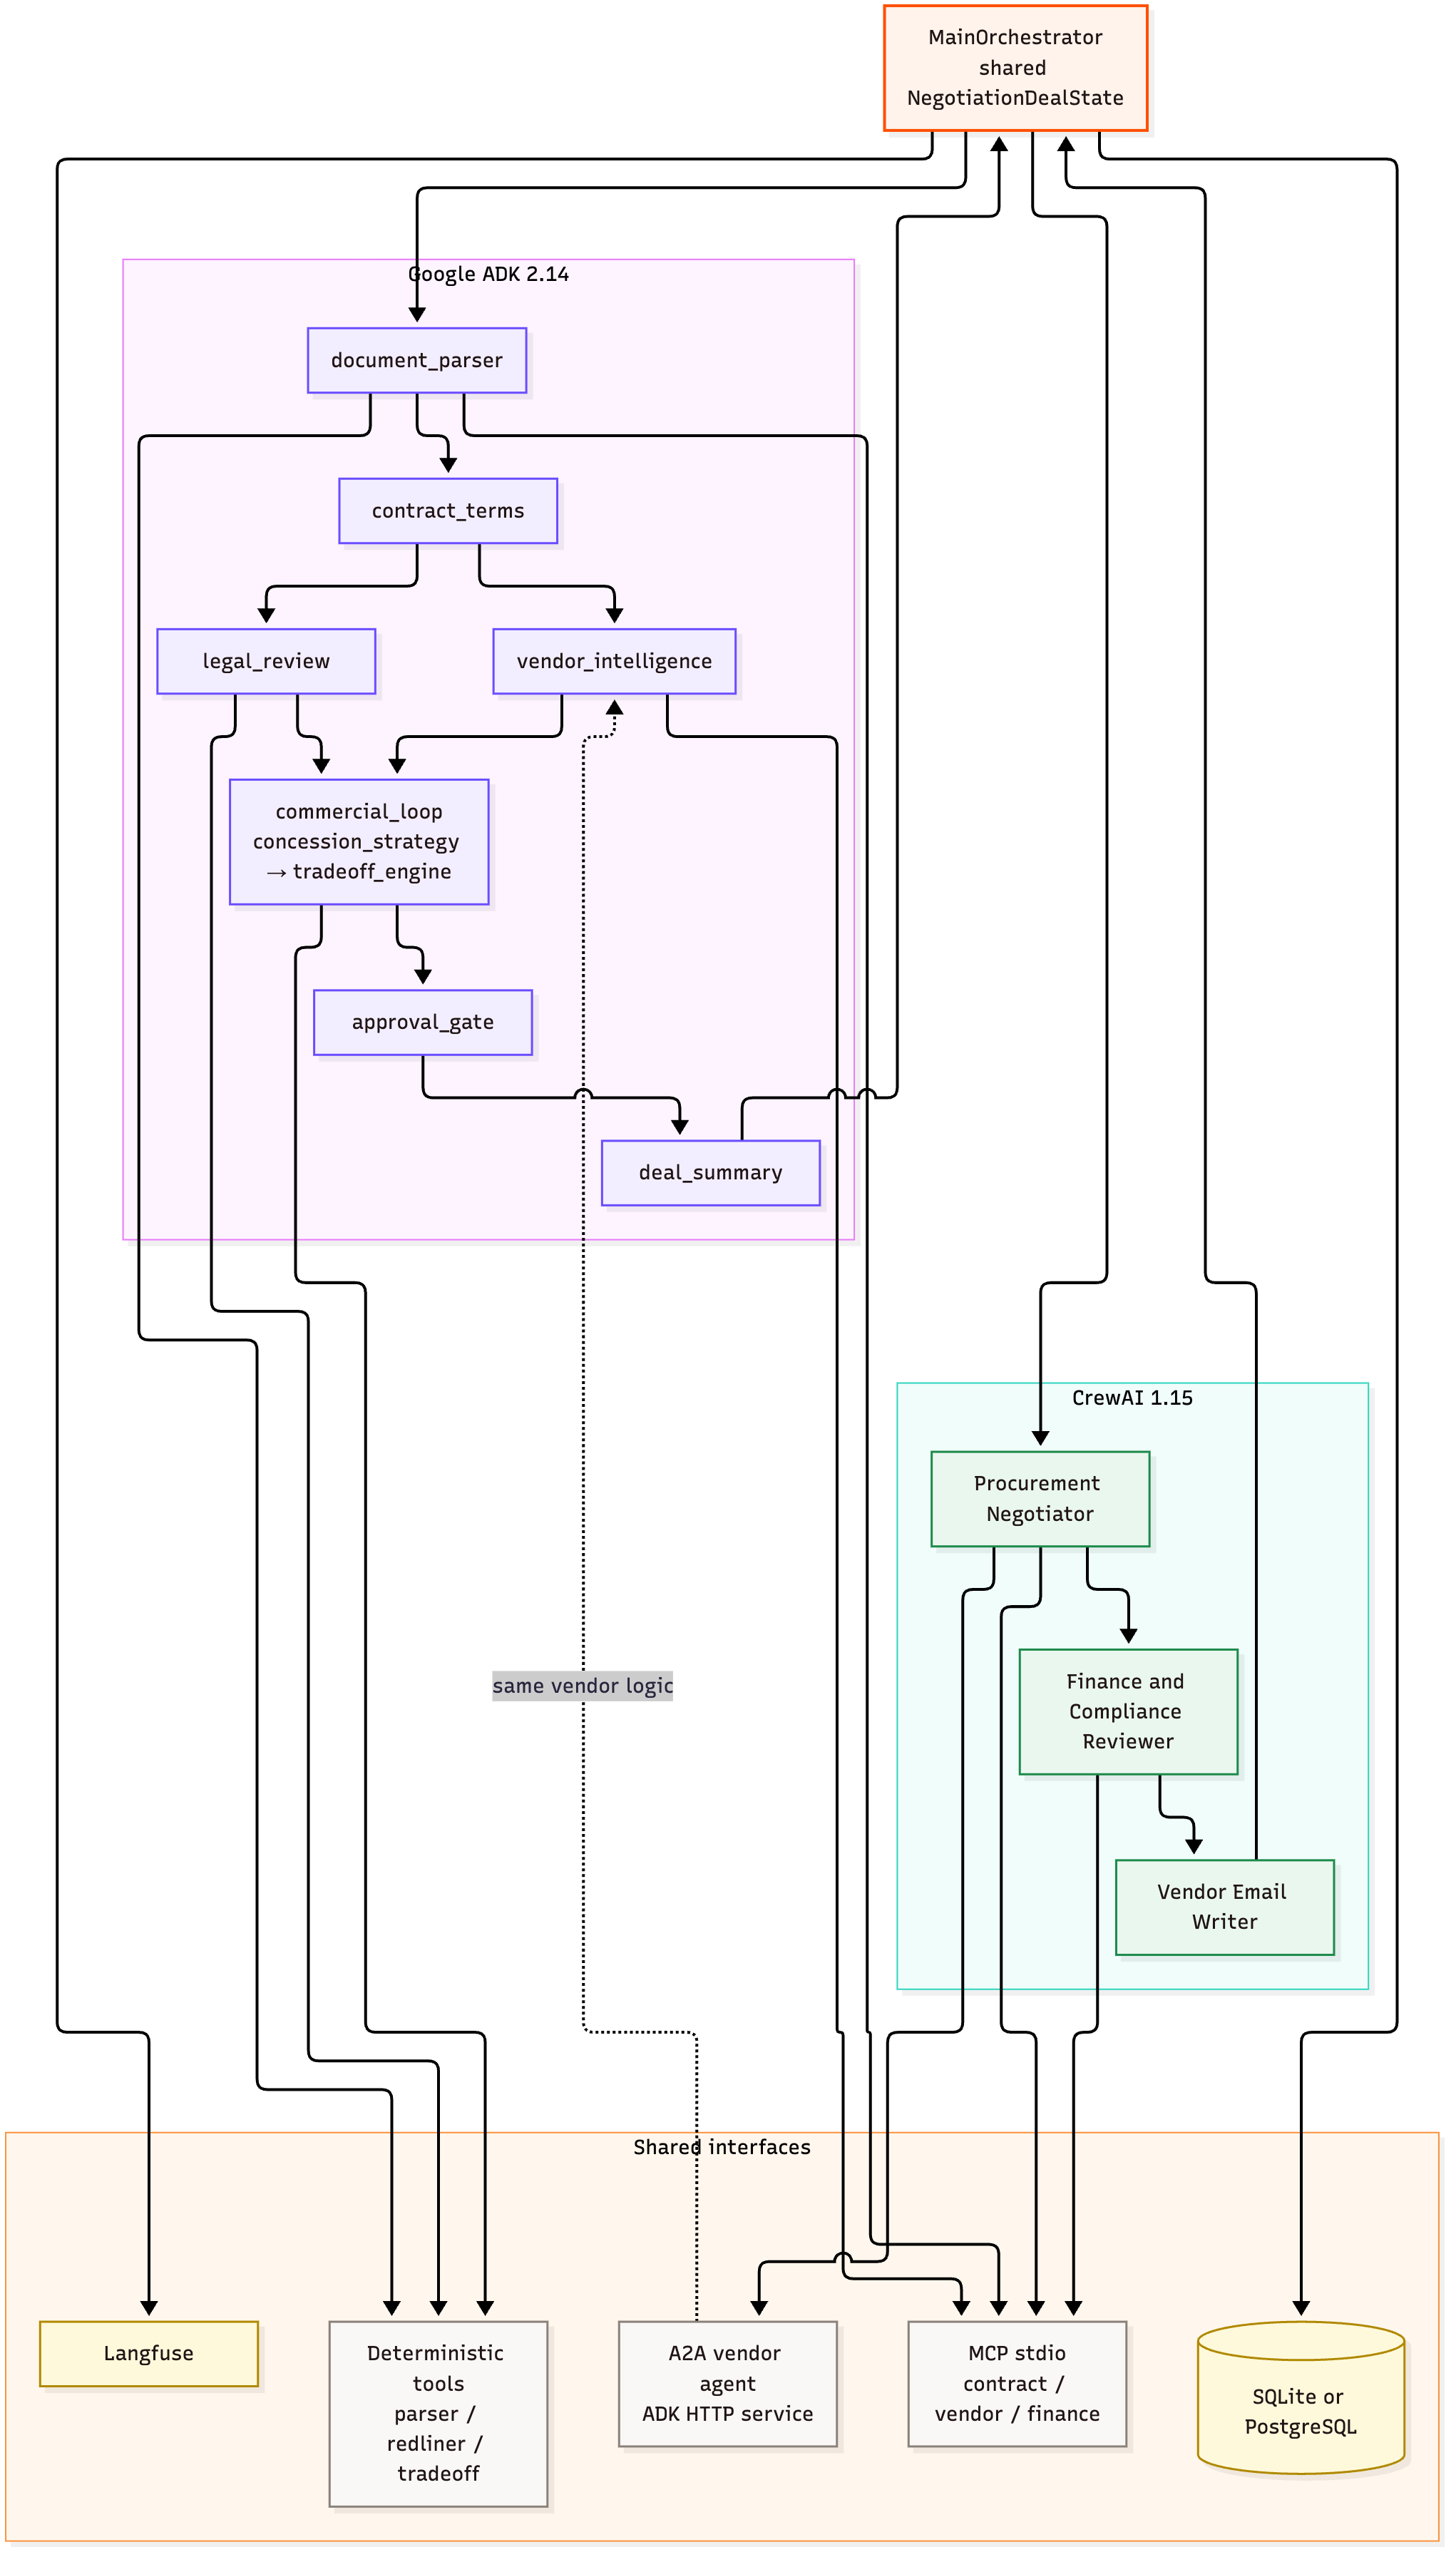 MainOrchestrator
shared
NegotiationDealState
Google ADK 2.14
document_parser
contract_terms
legal_review
vendor_intelligence
commercial_loop
concession_strategy
→ tradeoff_engine
approval_gate
deal_summary
CrewAI 1.15
Procurement
Negotiator
Finance and
Compliance
Reviewer
same vendor logic
Vendor Email
Writer
Shared interfaces
Langfuse
Deterministic
tools
parser /
redliner /
tradeoff
A2A vendor
agent
ADK HTTP service
MCP stdio
contract /
vendor / finance
SQLite or
PostgreSQL